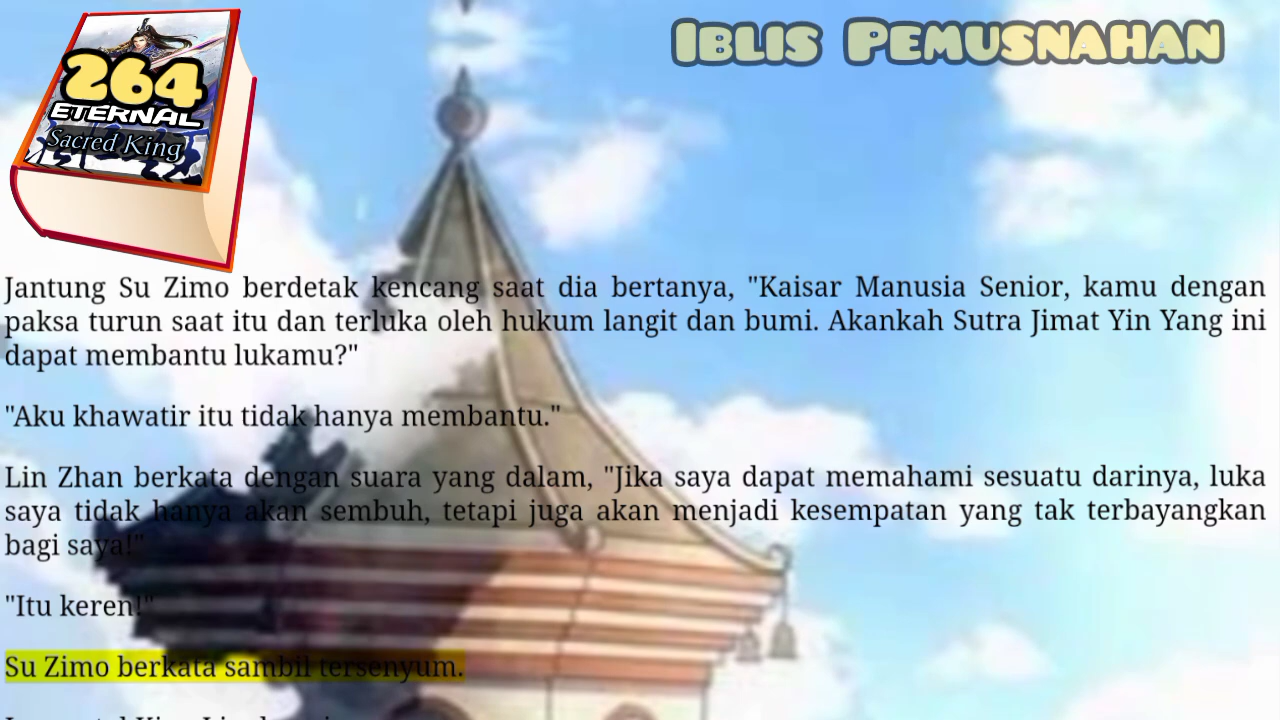 264
ETERNAL
Sacred King
Iblis Pemusnahan
Jantung Su Zimo berdetak kencang saat dia bertanya, "Kaisar Manusia Senior, kamu dengan
paksa turun saat itu dan terluka oleh hukum langit dan bumi. Akankah Sutra Jimat Yin Yang ini
dapat membantu lukamu?"
"Aku khawatir itu tidak hanya membantu."
Lin Zhan berkata dengan suara yang dalam, "Jika saya dapat memahami sesuatu darinya, luka
saya tidak hanya akan sembuh, tetapi juga akan menjadi kesempatan yang tak terbayangkan
bagi saya!"
"Itu keren!"
Su Zimo berkata sambil tersenyum.